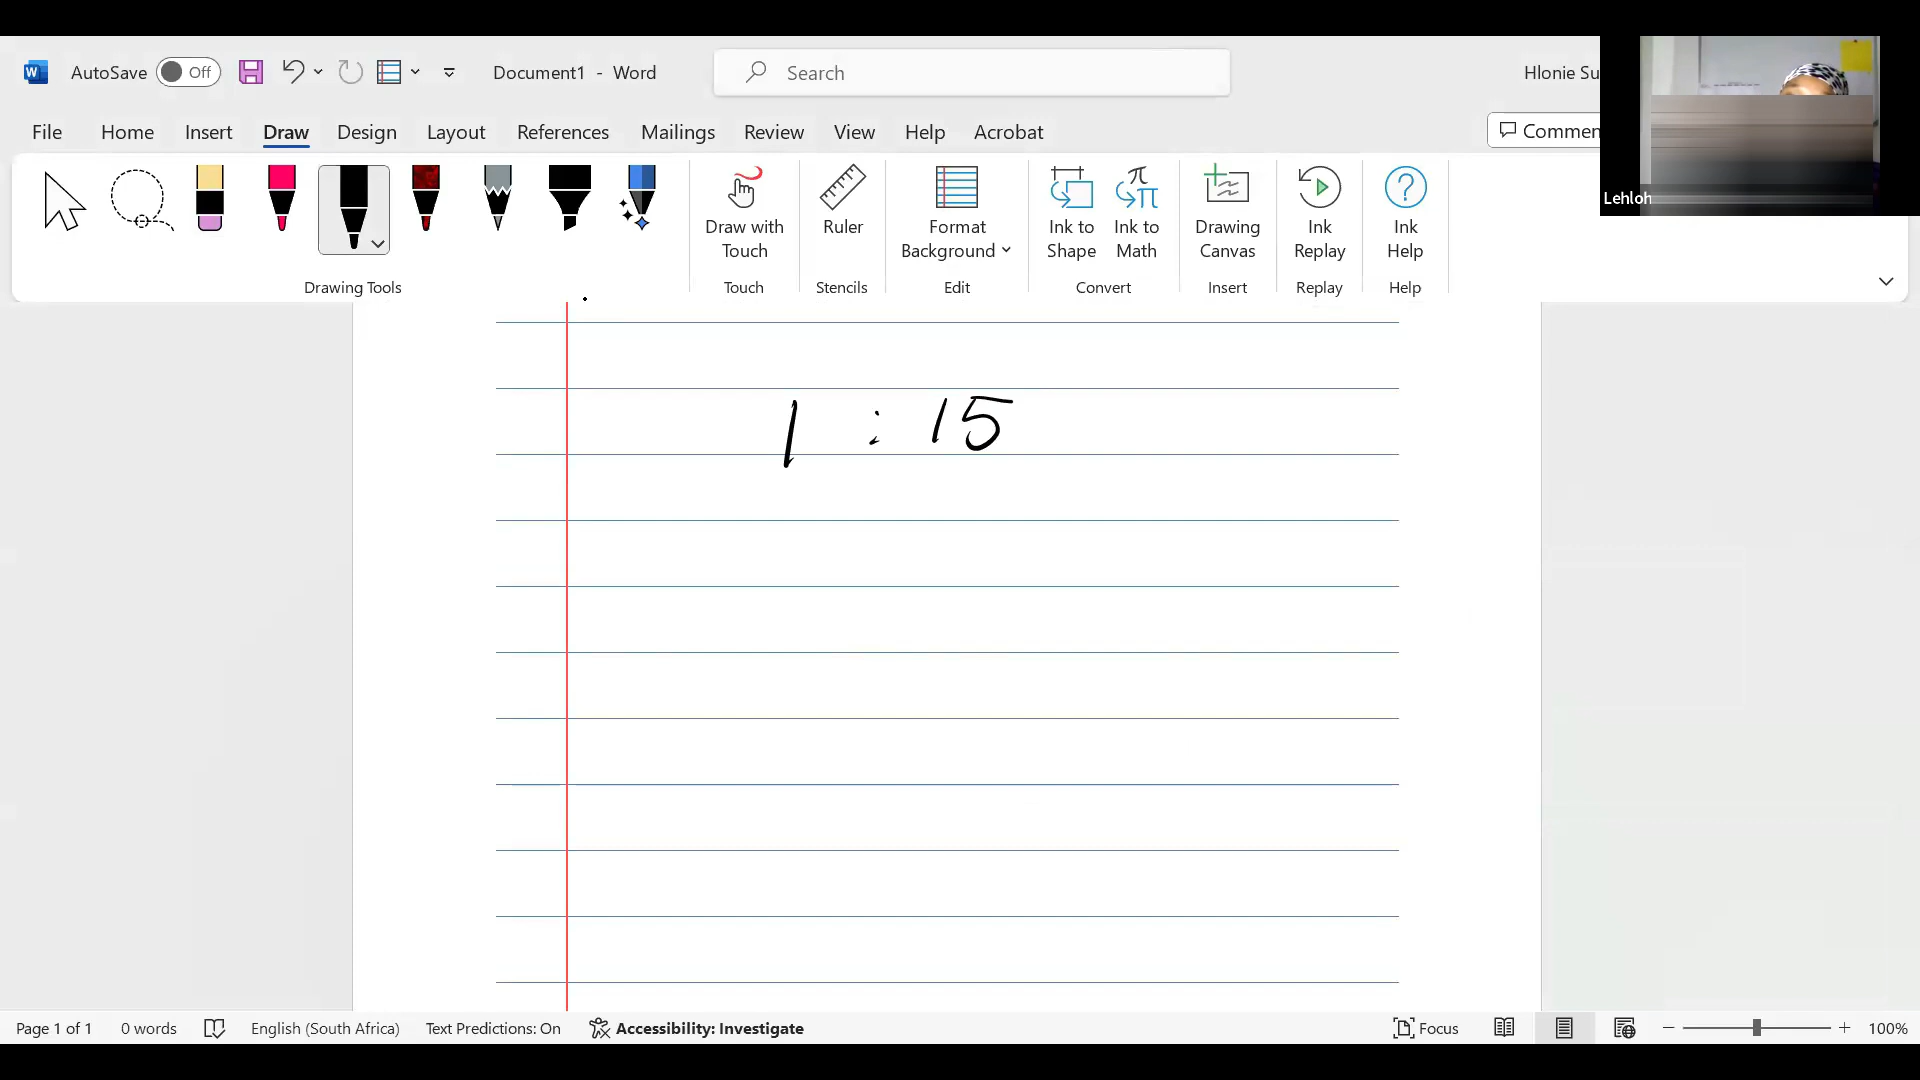 AutoSave Off Document1 - Word Search Hlonie Su
File Home Insert Draw Design Layout References Mailings Review View Help Acrobat Commen
Lehloh
Draw with Touch
Ruler
Format Background
Ink to Shape
Ink to Math
Drawing Canvas
Ink Replay
Ink Help
Drawing Tools Touch Stencils Edit Convert Insert Replay Help
1 : 15
Page 1 of 1 0 words English (South Africa) Text Predictions: On Accessibility: Investigate Focus 100%